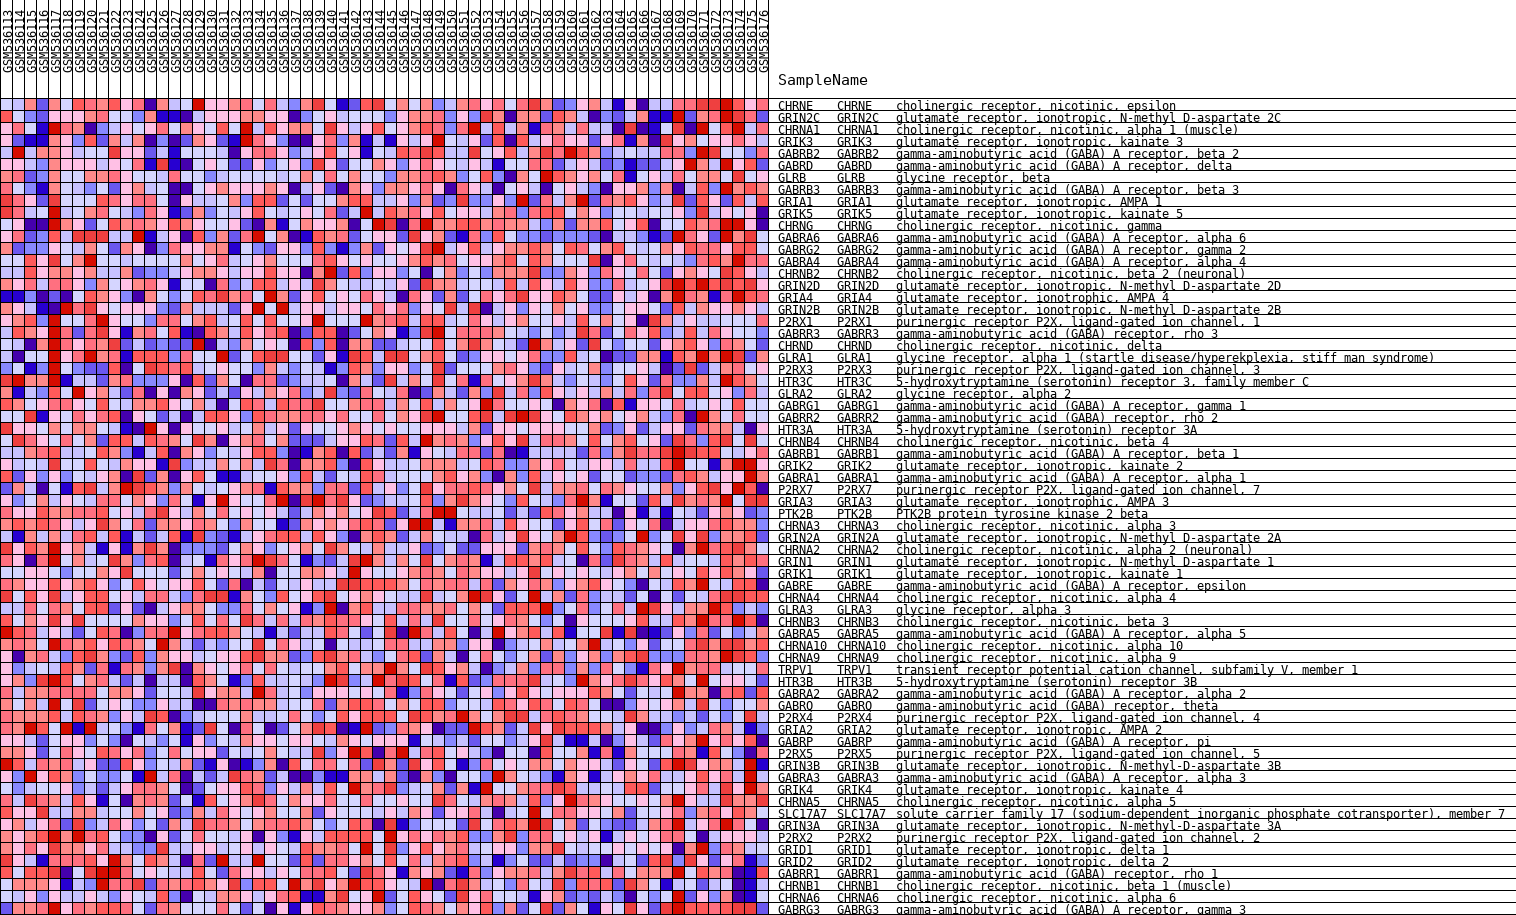 GSM536113 GSM536114 GSM536115 GSM536116 GSM536117 GSM536118 GSM536119 GSM536120 GSM536121 GSM536122 GSM536123 GSM536124 GSM536125 GSM536126 GSM536127 GSM536128 GSM536129 GSM536130 GSM536131 GSM536132 GSM536133 GSM536134 GSM536135 GSM536136 GSM536137 GSM536138 GSM536139 GSM536140 GSM536141 GSM536142 GSM536143 GSM536144 GSM536145 GSM536146 GSM536147 GSM536148 GSM536149 GSM536150 GSM536151 GSM536152 GSM536153 GSM536154 GSM536155 GSM536156 GSM536157 GSM536158 GSM536159 GSM536160 GSM536161 GSM536162 GSM536163 GSM536164 GSM536165 GSM536166 GSM536167 GSM536168 GSM536169 GSM536170 GSM536171 GSM536172 GSM536173 GSM536174 GSM536175 GSM536176
SampleName
CHRNE CHRNE cholinergic receptor, nicotinic, epsilon
GRIN2C GRIN2C glutamate receptor, ionotropic, N-methyl D-aspartate 2C
CHRNA1 CHRNA1 cholinergic receptor, nicotinic, alpha 1 (muscle)
GRIK3 GRIK3 glutamate receptor, ionotropic, kainate 3
GABRB2 GABRB2 gamma-aminobutyric acid (GABA) A receptor, beta 2
GABRD GABRD gamma-aminobutyric acid (GABA) A receptor, delta
GLRB GLRB glycine receptor, beta
GABRB3 GABRB3 gamma-aminobutyric acid (GABA) A receptor, beta 3
GRIA1 GRIA1 glutamate receptor, ionotropic, AMPA 1
GRIK5 GRIK5 glutamate receptor, ionotropic, kainate 5
CHRNG CHRNG cholinergic receptor, nicotinic, gamma
GABRA6 GABRA6 gamma-aminobutyric acid (GABA) A receptor, alpha 6
GABRG2 GABRG2 gamma-aminobutyric acid (GABA) A receptor, gamma 2
GABRA4 GABRA4 gamma-aminobutyric acid (GABA) A receptor, alpha 4
CHRNB2 CHRNB2 cholinergic receptor, nicotinic, beta 2 (neuronal)
GRIN2D GRIN2D glutamate receptor, ionotropic, N-methyl D-aspartate 2D
GRIA4 GRIA4 glutamate receptor, ionotrophic, AMPA 4
GRIN2B GRIN2B glutamate receptor, ionotropic, N-methyl D-aspartate 2B
P2RX1 P2RX1 purinergic receptor P2X, ligand-gated ion channel, 1
GABRR3 GABRR3 gamma-aminobutyric acid (GABA) receptor, rho 3
CHRND CHRND cholinergic receptor, nicotinic, delta
GLRA1 GLRA1 glycine receptor, alpha 1 (startle disease/hyperekplexia, stiff man syndrome)
P2RX3 P2RX3 purinergic receptor P2X, ligand-gated ion channel, 3
HTR3C HTR3C 5-hydroxytryptamine (serotonin) receptor 3, family member C
GLRA2 GLRA2 glycine receptor, alpha 2
GABRG1 GABRG1 gamma-aminobutyric acid (GABA) A receptor, gamma 1
GABRR2 GABRR2 gamma-aminobutyric acid (GABA) receptor, rho 2
HTR3A HTR3A 5-hydroxytryptamine (serotonin) receptor 3A
CHRNB4 CHRNB4 cholinergic receptor, nicotinic, beta 4
GABRB1 GABRB1 gamma-aminobutyric acid (GABA) A receptor, beta 1
GRIK2 GRIK2 glutamate receptor, ionotropic, kainate 2
GABRA1 GABRA1 gamma-aminobutyric acid (GABA) A receptor, alpha 1
P2RX7 P2RX7 purinergic receptor P2X, ligand-gated ion channel, 7
GRIA3 GRIA3 glutamate receptor, ionotrophic, AMPA 3
PTK2B PTK2B PTK2B protein tyrosine kinase 2 beta
CHRNA3 CHRNA3 cholinergic receptor, nicotinic, alpha 3
GRIN2A GRIN2A glutamate receptor, ionotropic, N-methyl D-aspartate 2A
CHRNA2 CHRNA2 cholinergic receptor, nicotinic, alpha 2 (neuronal)
GRIN1 GRIN1 glutamate receptor, ionotropic, N-methyl D-aspartate 1
GRIK1 GRIK1 glutamate receptor, ionotropic, kainate 1
GABRE GABRE gamma-aminobutyric acid (GABA) A receptor, epsilon
CHRNA4 CHRNA4 cholinergic receptor, nicotinic, alpha 4
GLRA3 GLRA3 glycine receptor, alpha 3
CHRNB3 CHRNB3 cholinergic receptor, nicotinic, beta 3
GABRA5 GABRA5 gamma-aminobutyric acid (GABA) A receptor, alpha 5
CHRNA10 CHRNA10 cholinergic receptor, nicotinic, alpha 10
CHRNA9 CHRNA9 cholinergic receptor, nicotinic, alpha 9
TRPV1 TRPV1 transient receptor potential cation channel, subfamily V, member 1
HTR3B HTR3B 5-hydroxytryptamine (serotonin) receptor 3B
GABRA2 GABRA2 gamma-aminobutyric acid (GABA) A receptor, alpha 2
GABRQ GABRQ gamma-aminobutyric acid (GABA) receptor, theta
P2RX4 P2RX4 purinergic receptor P2X, ligand-gated ion channel, 4
GRIA2 GRIA2 glutamate receptor, ionotropic, AMPA 2
GABRP GABRP gamma-aminobutyric acid (GABA) A receptor, pi
P2RX5 P2RX5 purinergic receptor P2X, ligand-gated ion channel, 5
GRIN3B GRIN3B glutamate receptor, ionotropic, N-methyl-D-aspartate 3B
GABRA3 GABRA3 gamma-aminobutyric acid (GABA) A receptor, alpha 3
GRIK4 GRIK4 glutamate receptor, ionotropic, kainate 4
CHRNA5 CHRNA5 cholinergic receptor, nicotinic, alpha 5
SLC17A7 SLC17A7 solute carrier family 17 (sodium-dependent inorganic phosphate cotransporter), member 7
GRIN3A GRIN3A glutamate receptor, ionotropic, N-methyl-D-aspartate 3A
P2RX2 P2RX2 purinergic receptor P2X, ligand-gated ion channel, 2
GRID1 GRID1 glutamate receptor, ionotropic, delta 1
GRID2 GRID2 glutamate receptor, ionotropic, delta 2
GABRR1 GABRR1 gamma-aminobutyric acid (GABA) receptor, rho 1
CHRNB1 CHRNB1 cholinergic receptor, nicotinic, beta 1 (muscle)
CHRNA6 CHRNA6 cholinergic receptor, nicotinic, alpha 6
GABRG3 GABRG3 gamma-aminobutyric acid (GABA) A receptor, gamma 3